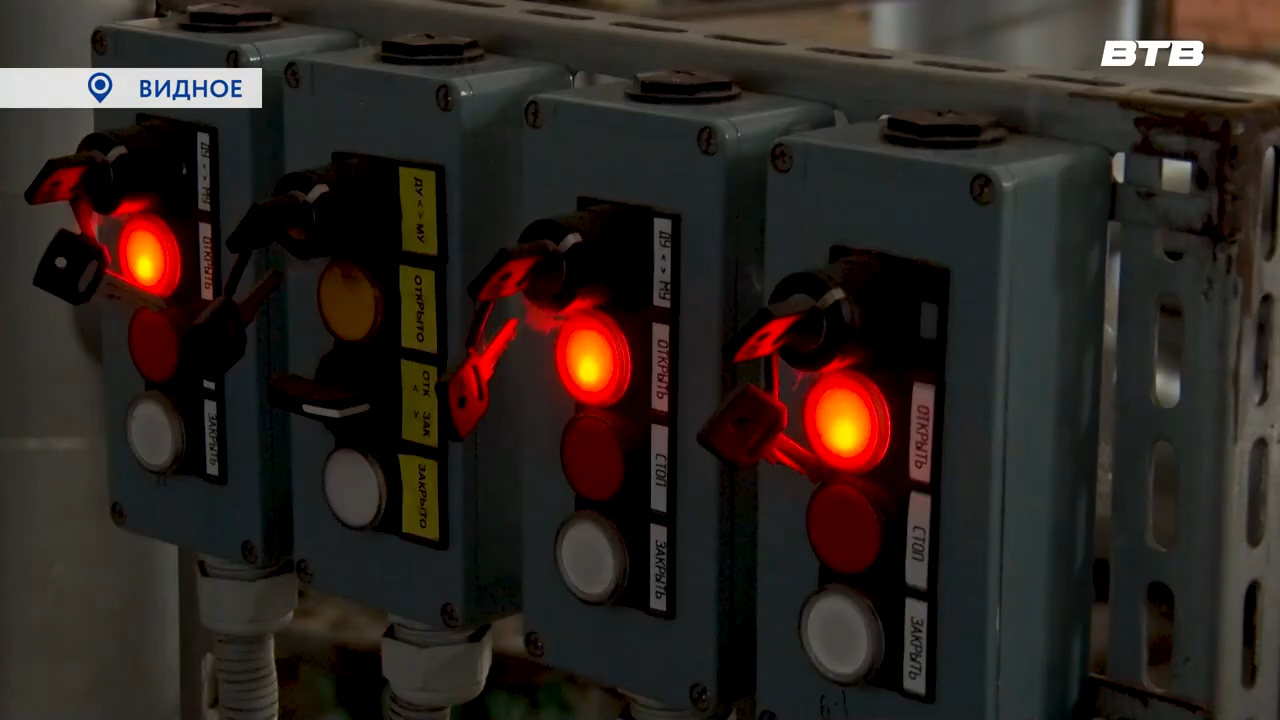 ВИДНОЕ
ВТВ
ДУ < > МУ
ОТКРЫТЬ
ЗАКРЫТЬ
ДУ < > МУ
ОТКРЫТО
ОТК ЗАК
< >
ЗАКРЫТО
ДУ < > МУ
ОТКРЫТЬ
СТОП
ЗАКРЫТЬ
ОТКРЫТЬ
СТОП
ЗАКРЫТЬ